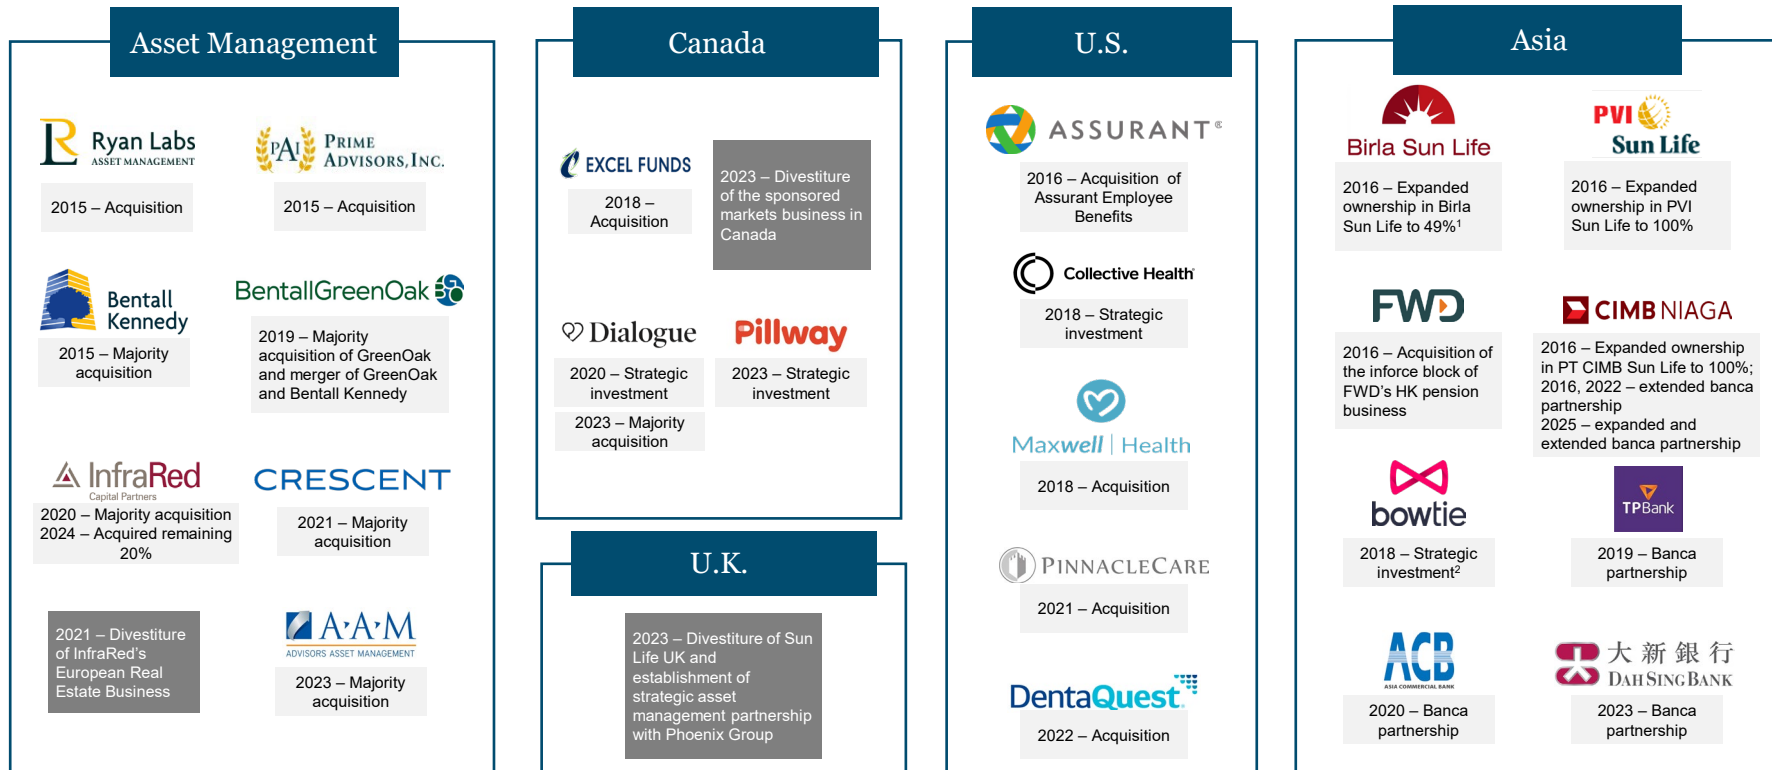 Asset Management
Ryan Labs
ASSET MANAGEMENT
2015 – Acquisition
PAI
PRIME
ADVISORS, INC.
2015 – Acquisition
Bentall
Kennedy
2015 – Majority
acquisition
BentallGreenOak
2019 – Majority
acquisition of GreenOak
and merger of GreenOak
and Bentall Kennedy
InfraRed
Capital Partners
2020 – Majority acquisition
2024 – Acquired remaining
20%
CRESCENT
2021 – Majority
acquisition
2021 – Divestiture
of InfraRed’s
European Real
Estate Business
A·A·M
ADVISORS ASSET MANAGEMENT
2023 – Majority
acquisition
Canada
EXCEL FUNDS
2018 –
Acquisition
2023 – Divestiture
of the sponsored
markets business in
Canada
Dialogue
2020 – Strategic
investment
2023 – Majority
acquisition
Pillway
2023 – Strategic
investment
U.K.
2023 – Divestiture of Sun
Life UK and
establishment of
strategic asset
management partnership
with Phoenix Group
U.S.
ASSURANT
2016 – Acquisition of
Assurant Employee
Benefits
Collective Health
2018 – Strategic
investment
Maxwell | Health
2018 – Acquisition
PINNACLECARE
2021 – Acquisition
DentaQuest
2022 – Acquisition
Asia
Birla Sun Life
2016 – Expanded
ownership in Birla
Sun Life to 49%¹
PVI
Sun Life
2016 – Expanded
ownership in PVI
Sun Life to 100%
FWD
2016 – Acquisition of
the inforce block of
FWD’s HK pension
business
CIMB NIAGA
2016 – Expanded ownership
in PT CIMB Sun Life to 100%;
2016, 2022 – extended banca
partnership
2025 – expanded and
extended banca partnership
bowtie
2018 – Strategic
investment²
TPBank
2019 – Banca
partnership
ACB
ASIA COMMERCIAL BANK
2020 – Banca
partnership
大新銀行
DAH SING BANK
2023 – Banca
partnership